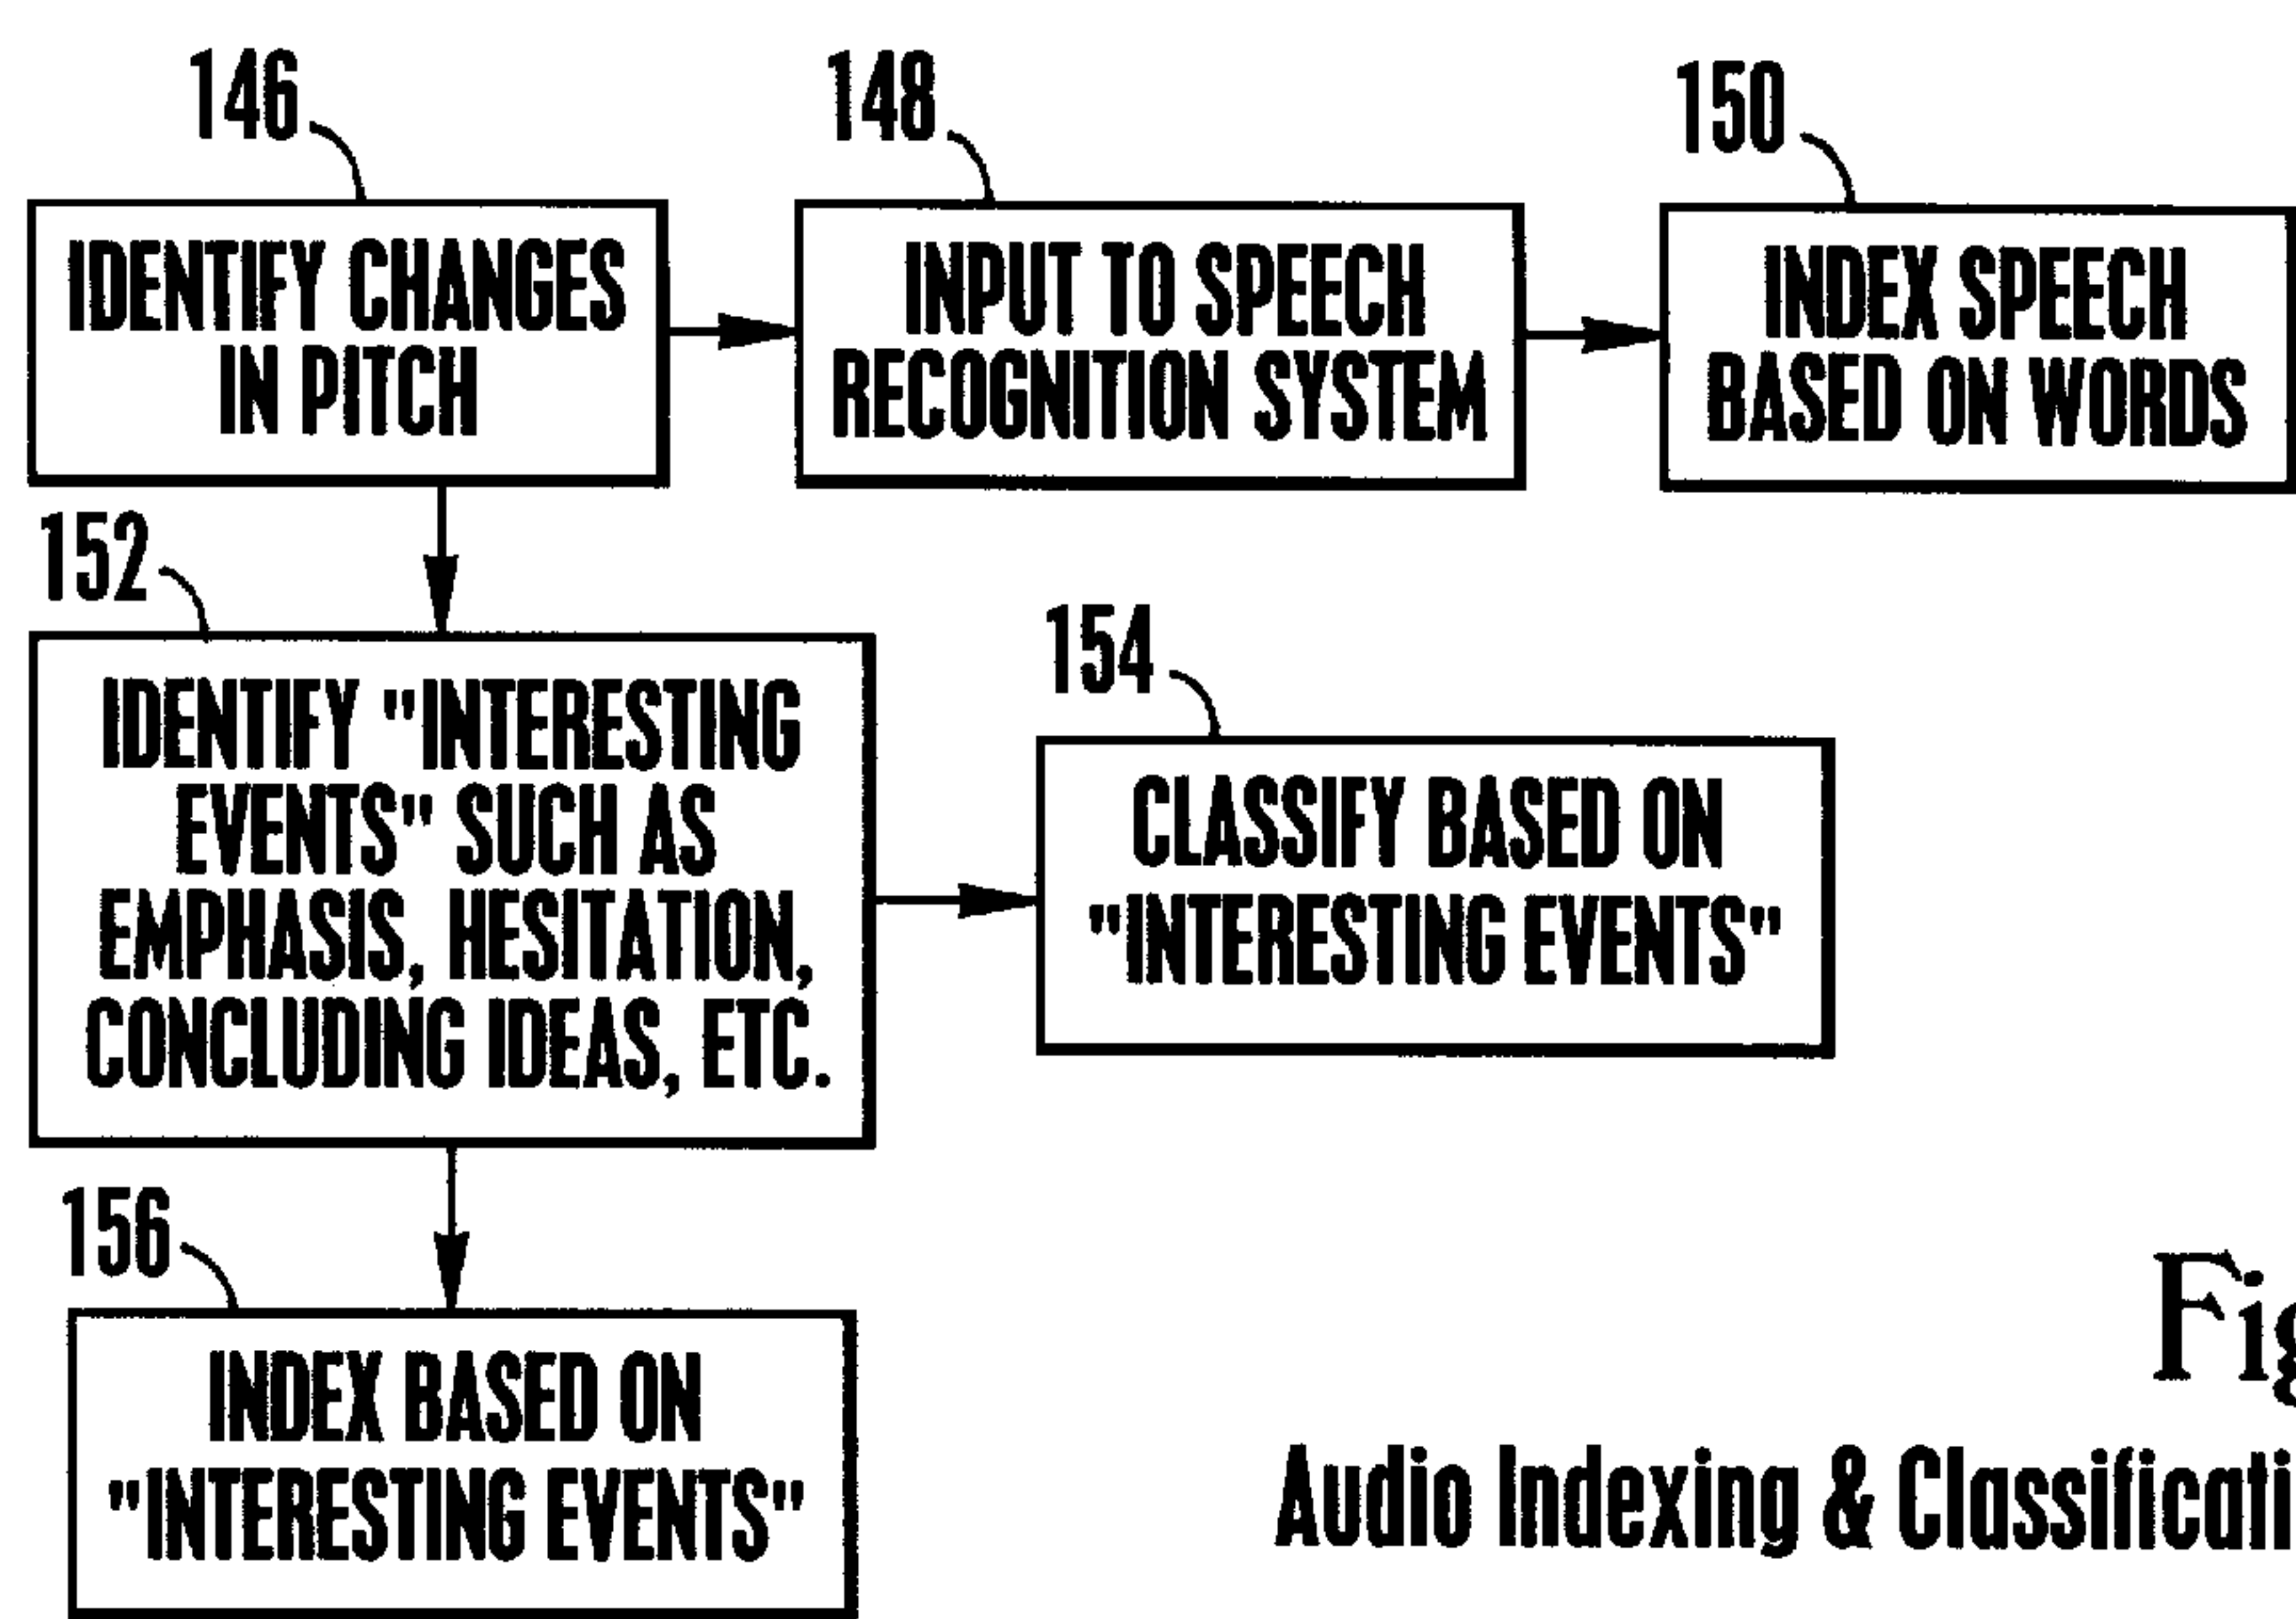 146
IDENTIFY CHANGES
IN PITCH
148
INPUT TO SPEECH
RECOGNITION SYSTEM
150
INDEX SPEECH
BASED ON WORDS
152
IDENTIFY "INTERESTING
EVENTS" SUCH AS
EMPHASIS, HESITATION,
CONCLUDING IDEAS, ETC.
154
CLASSIFY BASED ON
"INTERESTING EVENTS"
156
INDEX BASED ON
"INTERESTING EVENTS"
Audio Indexing &